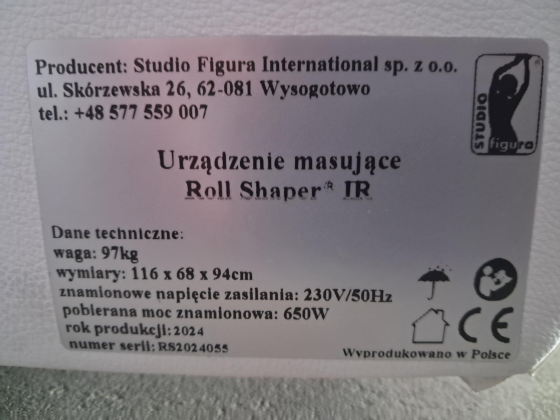 Producent: Studio Figura International sp. z o.o.
ul. Skórzewska 26, 62-081 Wysogotowo
tel.: +48 577 559 007
STUDIO figura
Urządzenie masujące
Roll Shaper® IR
Dane techniczne:
waga: 97kg
wymiary: 116 x 68 x 94cm
znamionowe napięcie zasilania: 230V/50Hz
pobierana moc znamionowa: 650W
rok produkcji: 2024
numer serii: RS2024055
CE
Wyprodukowano w Polsce